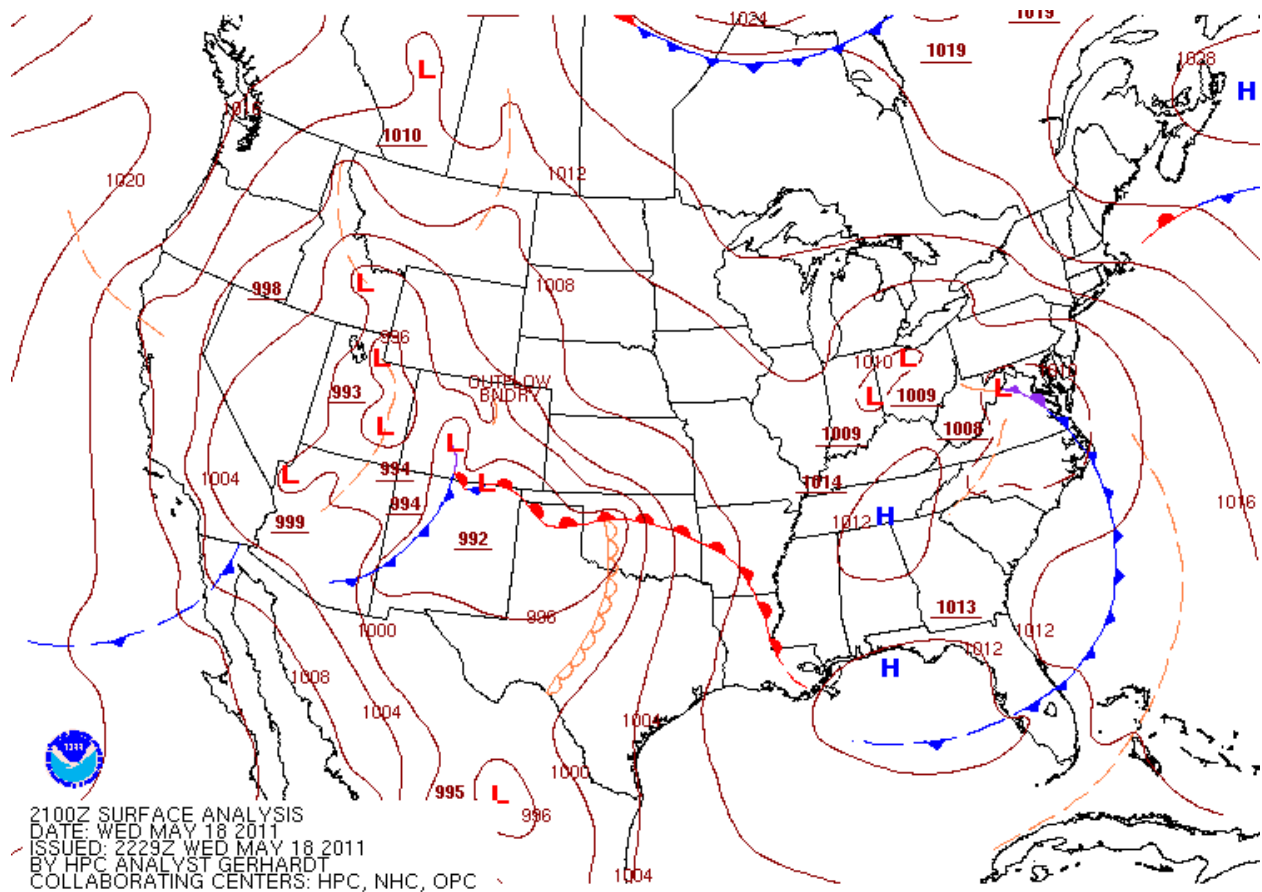 1024
1019
1019
1028
H
L
1016
1010
1012
1020
998
L
1008
996
L
993
OUTFLOW
BNDRY
1010
L
1009
L
1010
L
1009
1008
L
L
994
L
L
1004
994
1014
999
992
1012
H
1016
996
1000
1013
1012
1012
H
1008
1004
1004
1000
995
L
996
1004
2100Z SURFACE ANALYSIS
DATE: WED MAY 18 2011
ISSUED: 2229Z WED MAY 18 2011
BY HPC ANALYST GERHARDT
COLLABORATING CENTERS: HPC, NHC, OPC